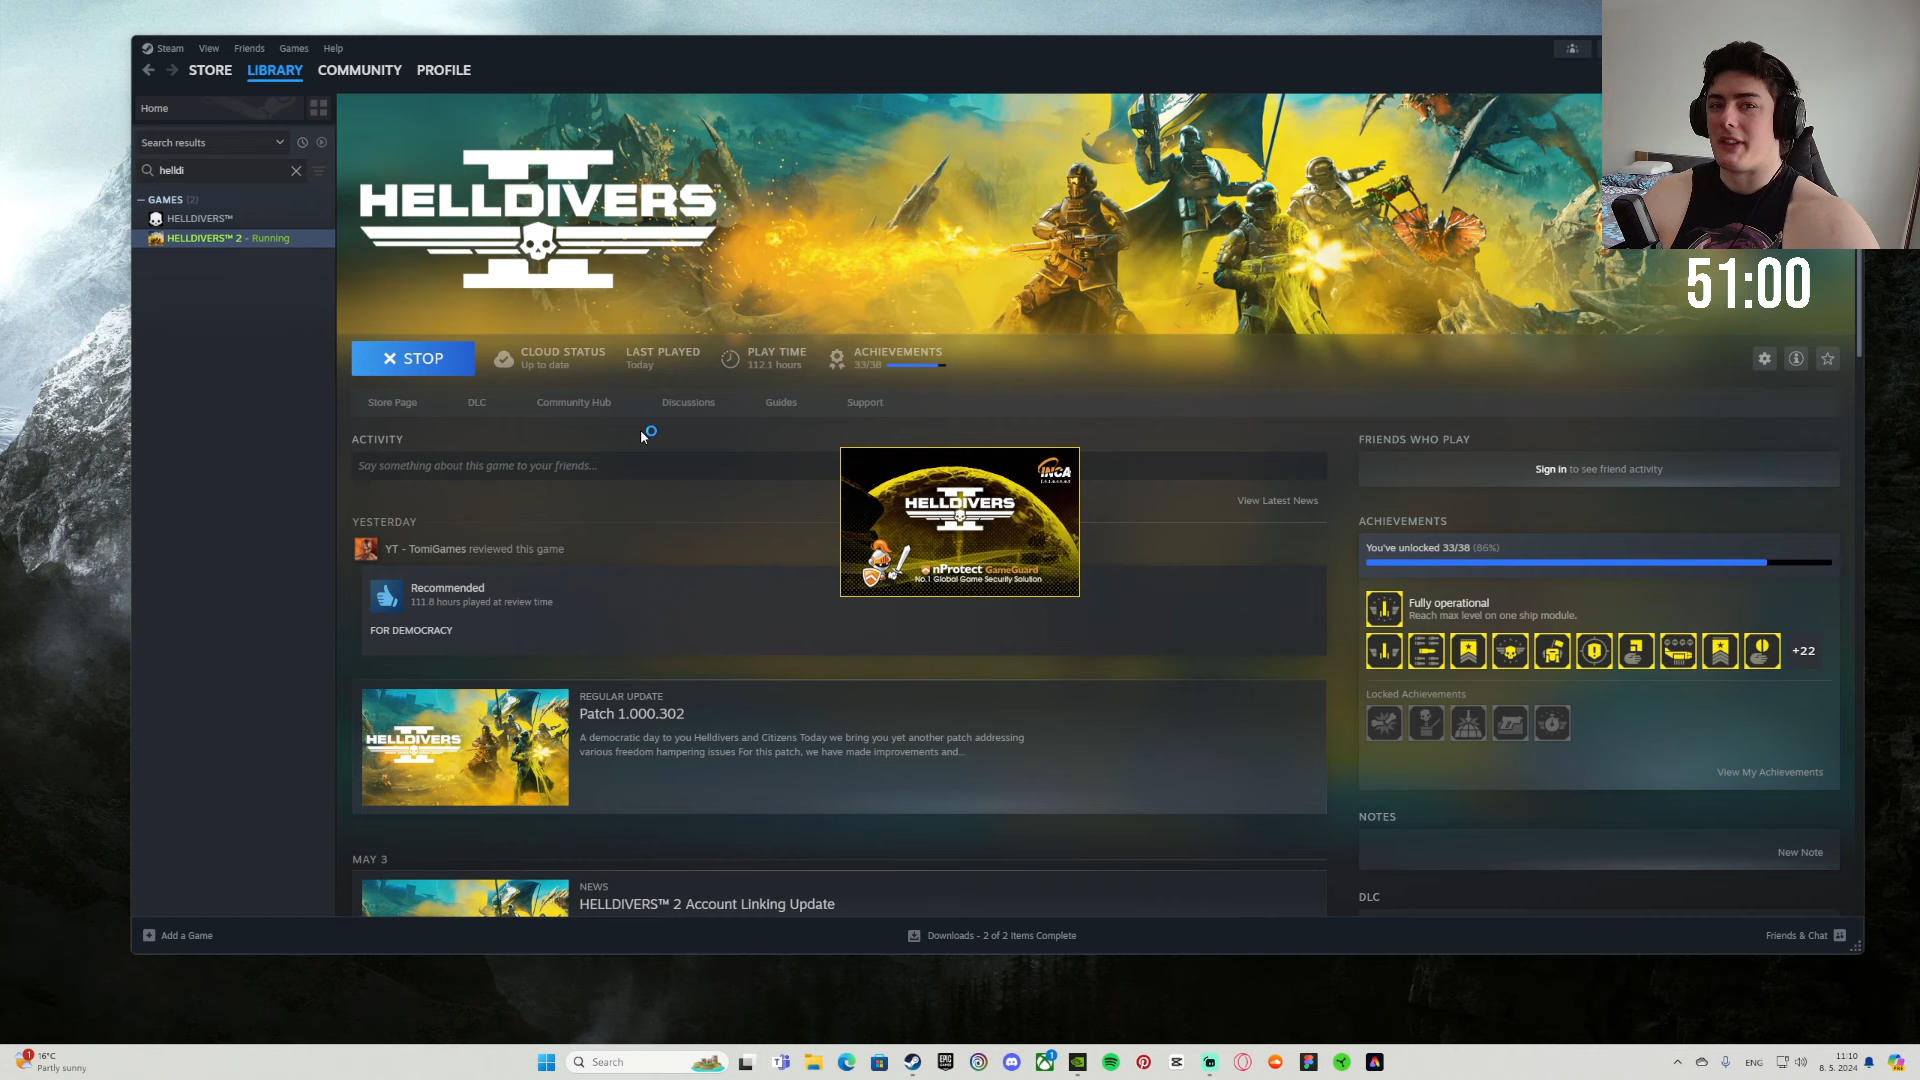 Steam View Friends Games Help
STORE LIBRARY COMMUNITY PROFILE
Home
Search results
helldi
GAMES (2)
HELLDIVERS™
HELLDIVERS™ 2 - Running
HELLDIVERS™
II
51:00
STOP
CLOUD STATUS
Up to date
LAST PLAYED
Today
PLAY TIME
112.1 hours
ACHIEVEMENTS
33/38
Store Page DLC Community Hub Discussions Guides Support
ACTIVITY
Say something about this game to your friends...
View Latest News
YESTERDAY
YT - TomiGames reviewed this game
Recommended
111.8 hours played at review time
FOR DEMOCRACY
INCA
HELLDIVERS
II
nProtect GameGuard
No.1 Global Game Security Solution
HELLDIVERS
REGULAR UPDATE
Patch 1.000.302
A democratic day to you Helldivers and Citizens Today we bring you yet another patch addressing
various freedom hampering issues For this patch, we have made improvements and...
MAY 3
NEWS
HELLDIVERS™ 2 Account Linking Update
FRIENDS WHO PLAY
Sign in to see friend activity
ACHIEVEMENTS
You've unlocked 33/38 (86%)
Fully operational
Reach max level on one ship module.
+22
Locked Achievements
View My Achievements
NOTES
New Note
DLC
Add a Game
Downloads - 2 of 2 Items Complete
Friends & Chat
1
16°C
Partly sunny
Search
EPIC
GAMES
1
ENG
11:10
8. 5. 2024
PRE